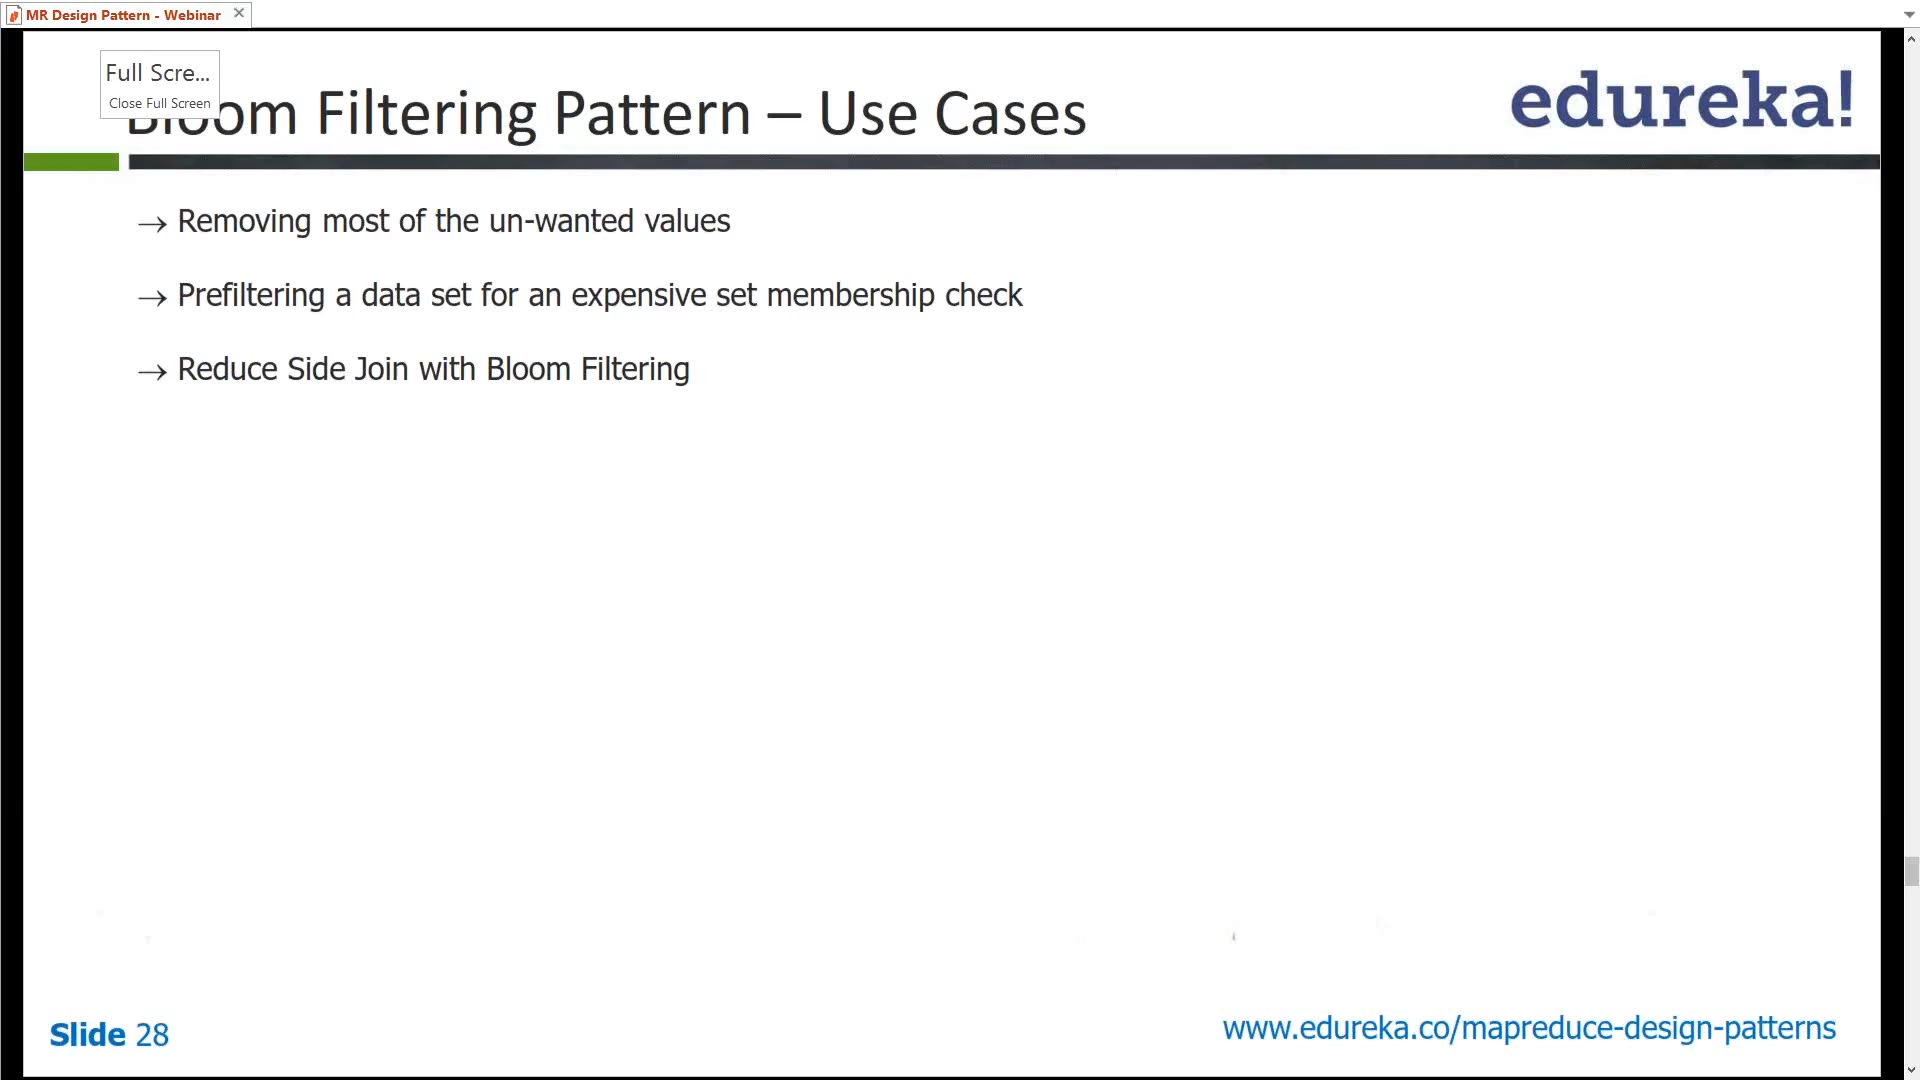 MR Design Pattern - Webinar
Full Scre...
Close Full Screen
Bloom Filtering Pattern – Use Cases
edureka!
→ Removing most of the un-wanted values
→ Prefiltering a data set for an expensive set membership check
→ Reduce Side Join with Bloom Filtering
Slide 28
www.edureka.co/mapreduce-design-patterns